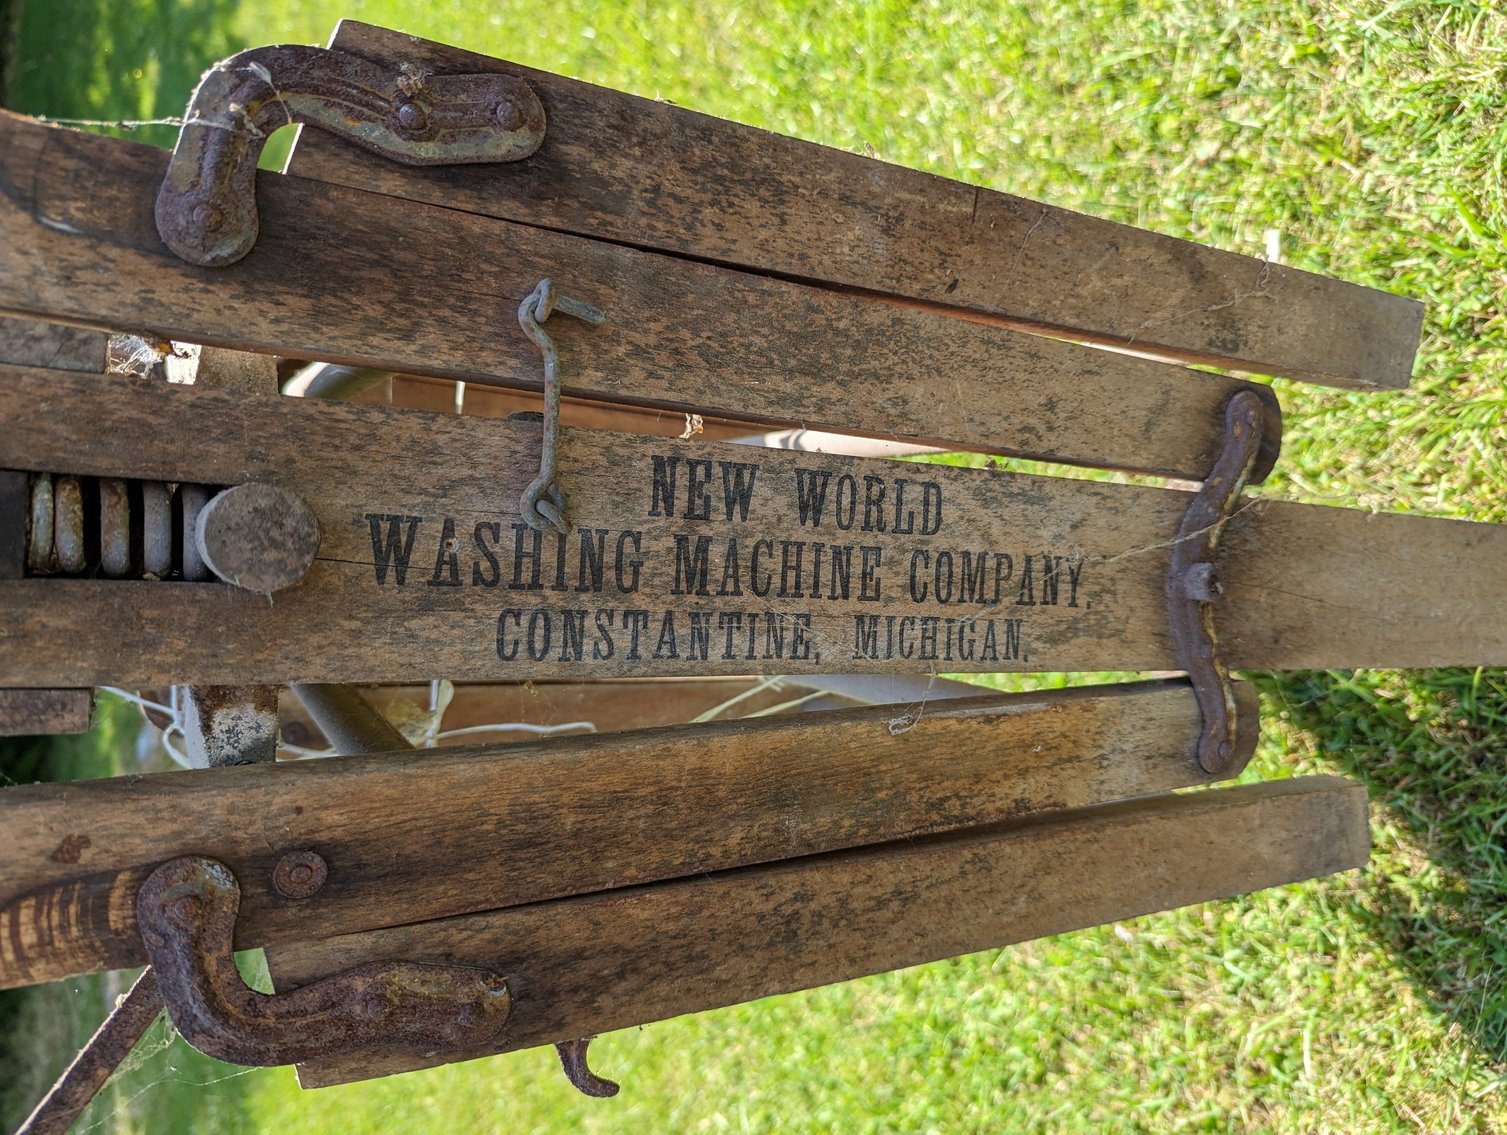 NEW WORLD
WASHING MACHINE COMPANY.
CONSTANTINE, MICHIGAN.